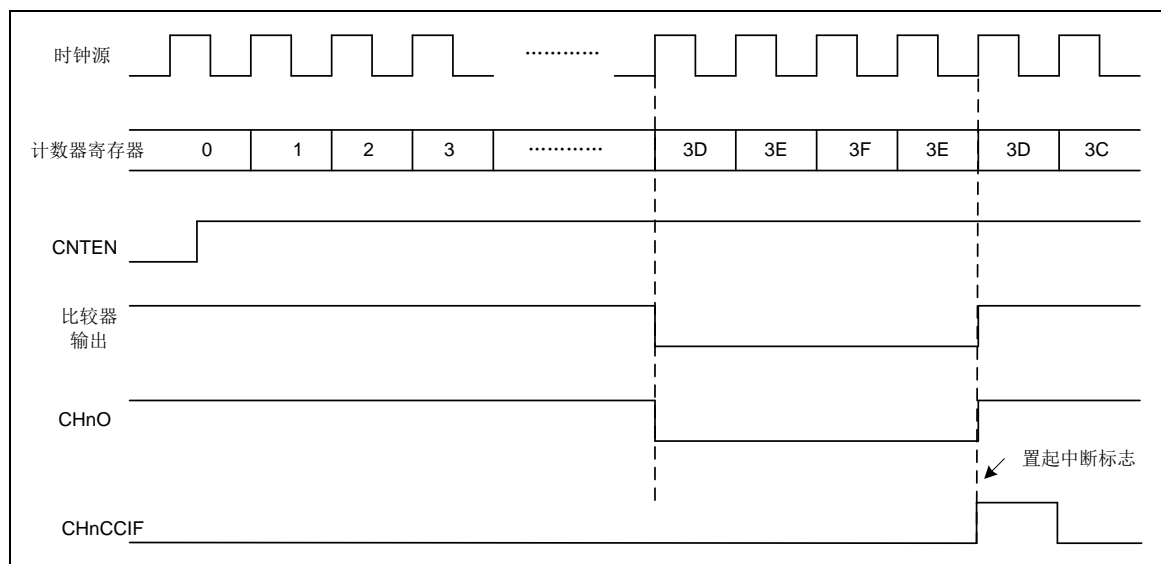 时钟源
…………
计数器寄存器 0 1 2 3 ………… 3D 3E 3F 3E 3D 3C
CNTEN
比较器
输出
CHnO
置起中断标志
CHnCCIF